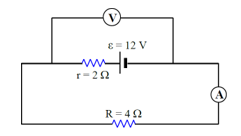 V
ε = 12 V
r = 2 Ω
A
R = 4 Ω